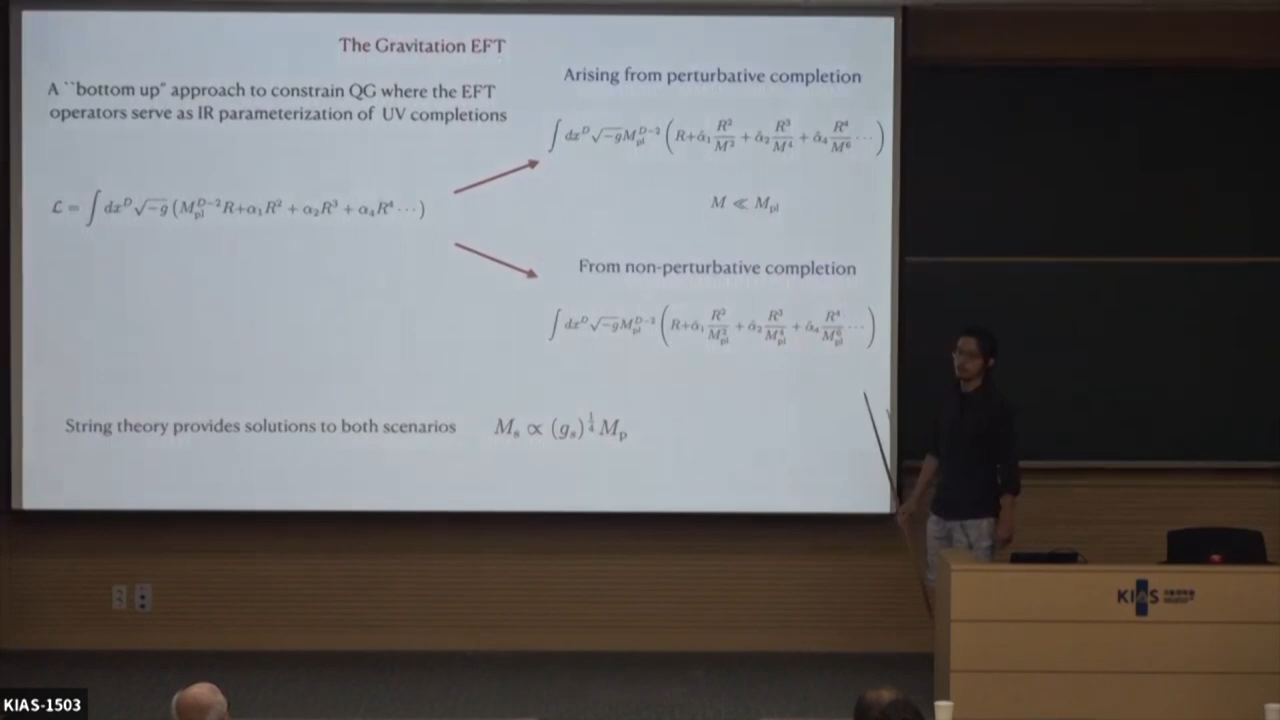 The Gravitation EFT
A ``bottom up" approach to constrain QG where the EFT
operators serve as IR parameterization of UV completions
Arising from perturbative completion
∫ dx^D √−g M_pl^{D−2} ( R+α̂₁ R²/M² + α̂₂ R³/M⁴ + α̂₄ R⁴/M⁶ ⋯ )
M ≪ M_pl
ℒ = ∫ dx^D √−g ( M_pl^{D−2} R+α₁R² + α₂R³ + α₄R⁴ ⋯ )
From non-perturbative completion
∫ dx^D √−g M_pl^{D−2} ( R+α̂₁ R²/M_pl² + α̂₂ R³/M_pl⁴ + α̂₄ R⁴/M_pl⁶ ⋯ )
String theory provides solutions to both scenarios M_s ∝ (g_s)^{1/4} M_p
KIAS
KIAS-1503